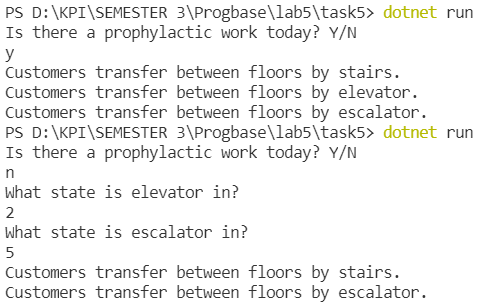 PS D:\KPI\SEMESTER 3\Progbase\lab5\task5> dotnet run
Is there a prophylactic work today? Y/N
y
Customers transfer between floors by stairs.
Customers transfer between floors by elevator.
Customers transfer between floors by escalator.
PS D:\KPI\SEMESTER 3\Progbase\lab5\task5> dotnet run
Is there a prophylactic work today? Y/N
n
What state is elevator in?
2
What state is escalator in?
5
Customers transfer between floors by stairs.
Customers transfer between floors by escalator.